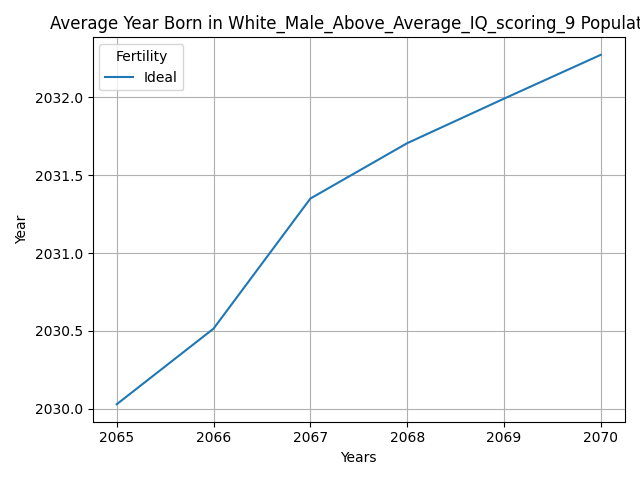 Average Year Born in White_Male_Above_Average_IQ_scoring_9 Populat
Fertility
Ideal
2032.0
2031.5
2031.0
2030.5
2030.0
Year
2065 2066 2067 2068 2069 2070
Years